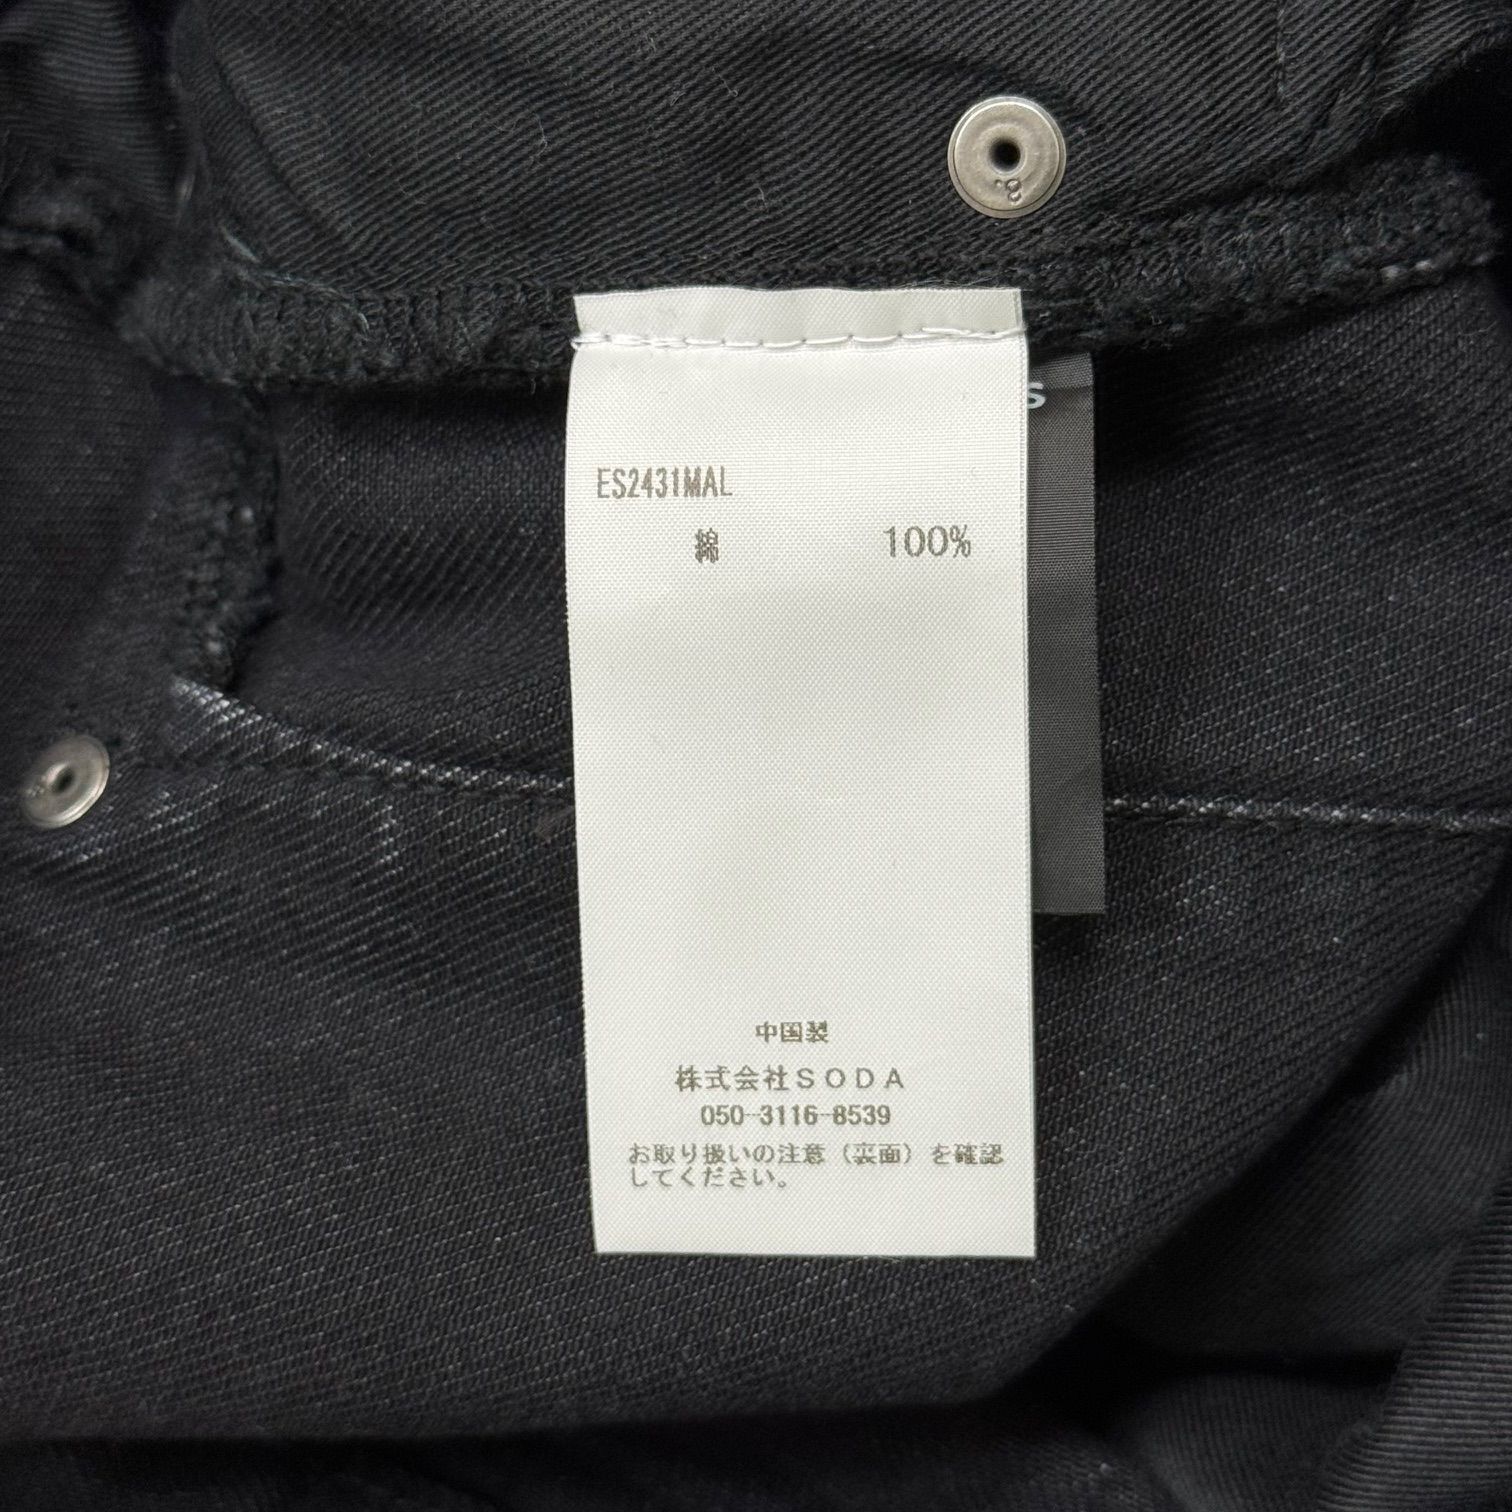 s
ES2431MAL
綿 100%
中国製
株式会社SODA
050-3116-8539
お取り扱いの注意(裏面)を確認
してください。